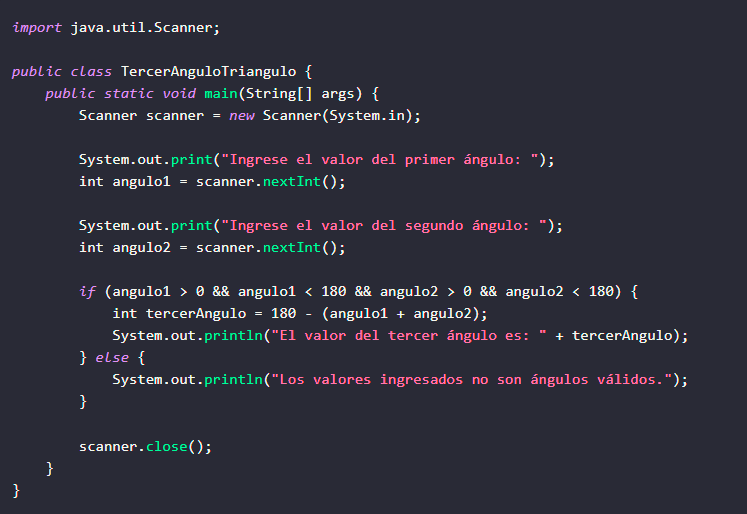 import java.util.Scanner;
public class TercerAnguloTriangulo {
public static void main(String[] args) {
Scanner scanner = new Scanner(System.in);
System.out.print("Ingrese el valor del primer ángulo: ");
int angulo1 = scanner.nextInt();
System.out.print("Ingrese el valor del segundo ángulo: ");
int angulo2 = scanner.nextInt();
if (angulo1 > 0 && angulo1 < 180 && angulo2 > 0 && angulo2 < 180) {
int tercerAngulo = 180 - (angulo1 + angulo2);
System.out.println("El valor del tercer ángulo es: " + tercerAngulo);
} else {
System.out.println("Los valores ingresados no son ángulos válidos.");
}
scanner.close();
}
}